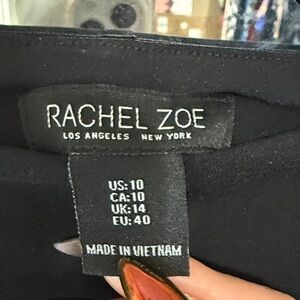 RACHEL ZOE
LOS ANGELES NEW YORK
US: 10
CA: 10
UK: 14
EU: 40
MADE IN VIETNAM